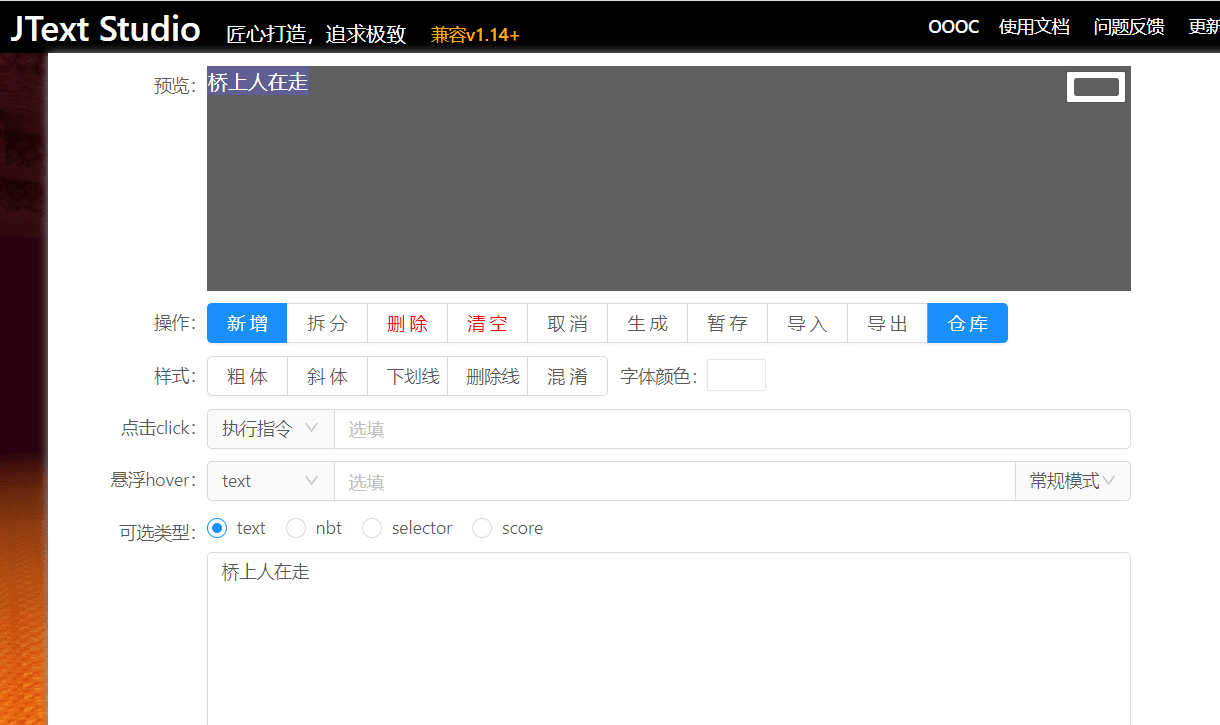 JText Studio 匠心打造，追求极致 兼容v1.14+ OOOC 使用文档 问题反馈 更新
预览： 桥上人在走
操作： 新增 拆分 删除 清空 取消 生成 暂存 导入 导出 仓库
样式： 粗体 斜体 下划线 删除线 混淆 字体颜色：
点击click： 执行指令 选填
悬浮hover： text 选填 常规模式
可选类型： text nbt selector score
桥上人在走